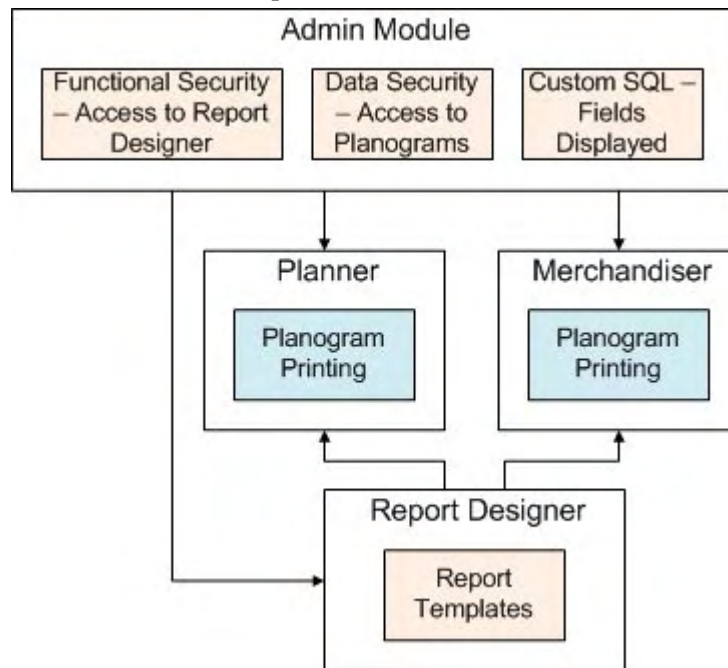 Admin Module
Functional Security
– Access to Report
Designer
Data Security
– Access to
Planograms
Custom SQL –
Fields
Displayed
Planner
Planogram
Printing
Merchandiser
Planogram
Printing
Report Designer
Report
Templates